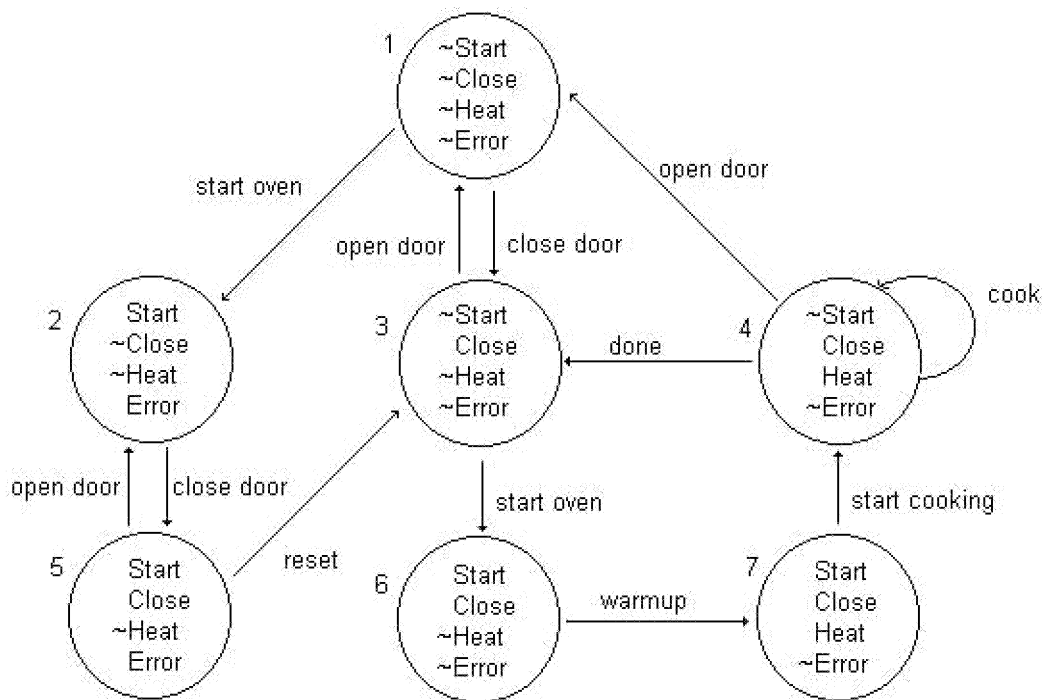 1
~Start
~Close
~Heat
~Error
start oven
open door
close door
open door
2
Start
~Close
~Heat
Error
3
~Start
Close
~Heat
~Error
done
4
~Start
Close
Heat
~Error
cook
open door
close door
reset
start oven
start cooking
5
Start
Close
~Heat
Error
6
Start
Close
~Heat
~Error
warmup
7
Start
Close
Heat
~Error